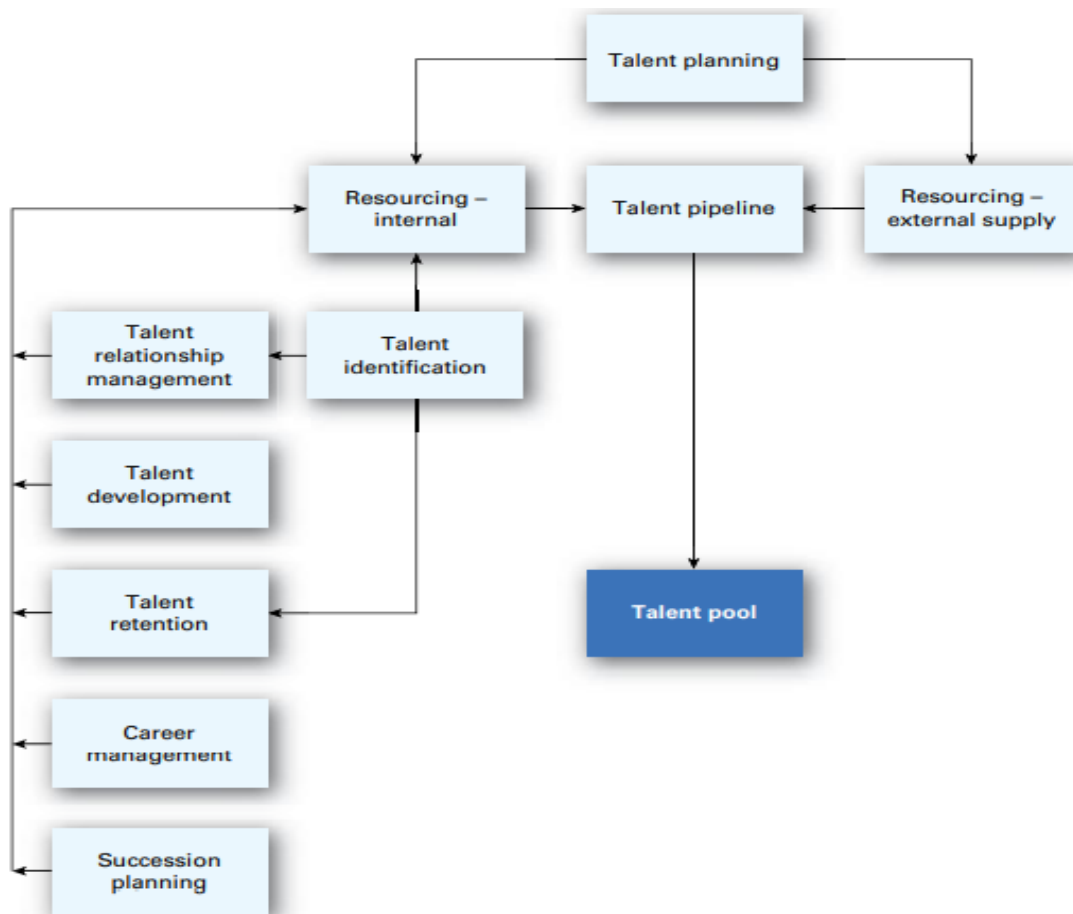 Talent planning
Resourcing –
internal
Talent pipeline
Resourcing –
external supply
Talent
relationship
management
Talent
identification
Talent
development
Talent
retention
Talent pool
Career
management
Succession
planning